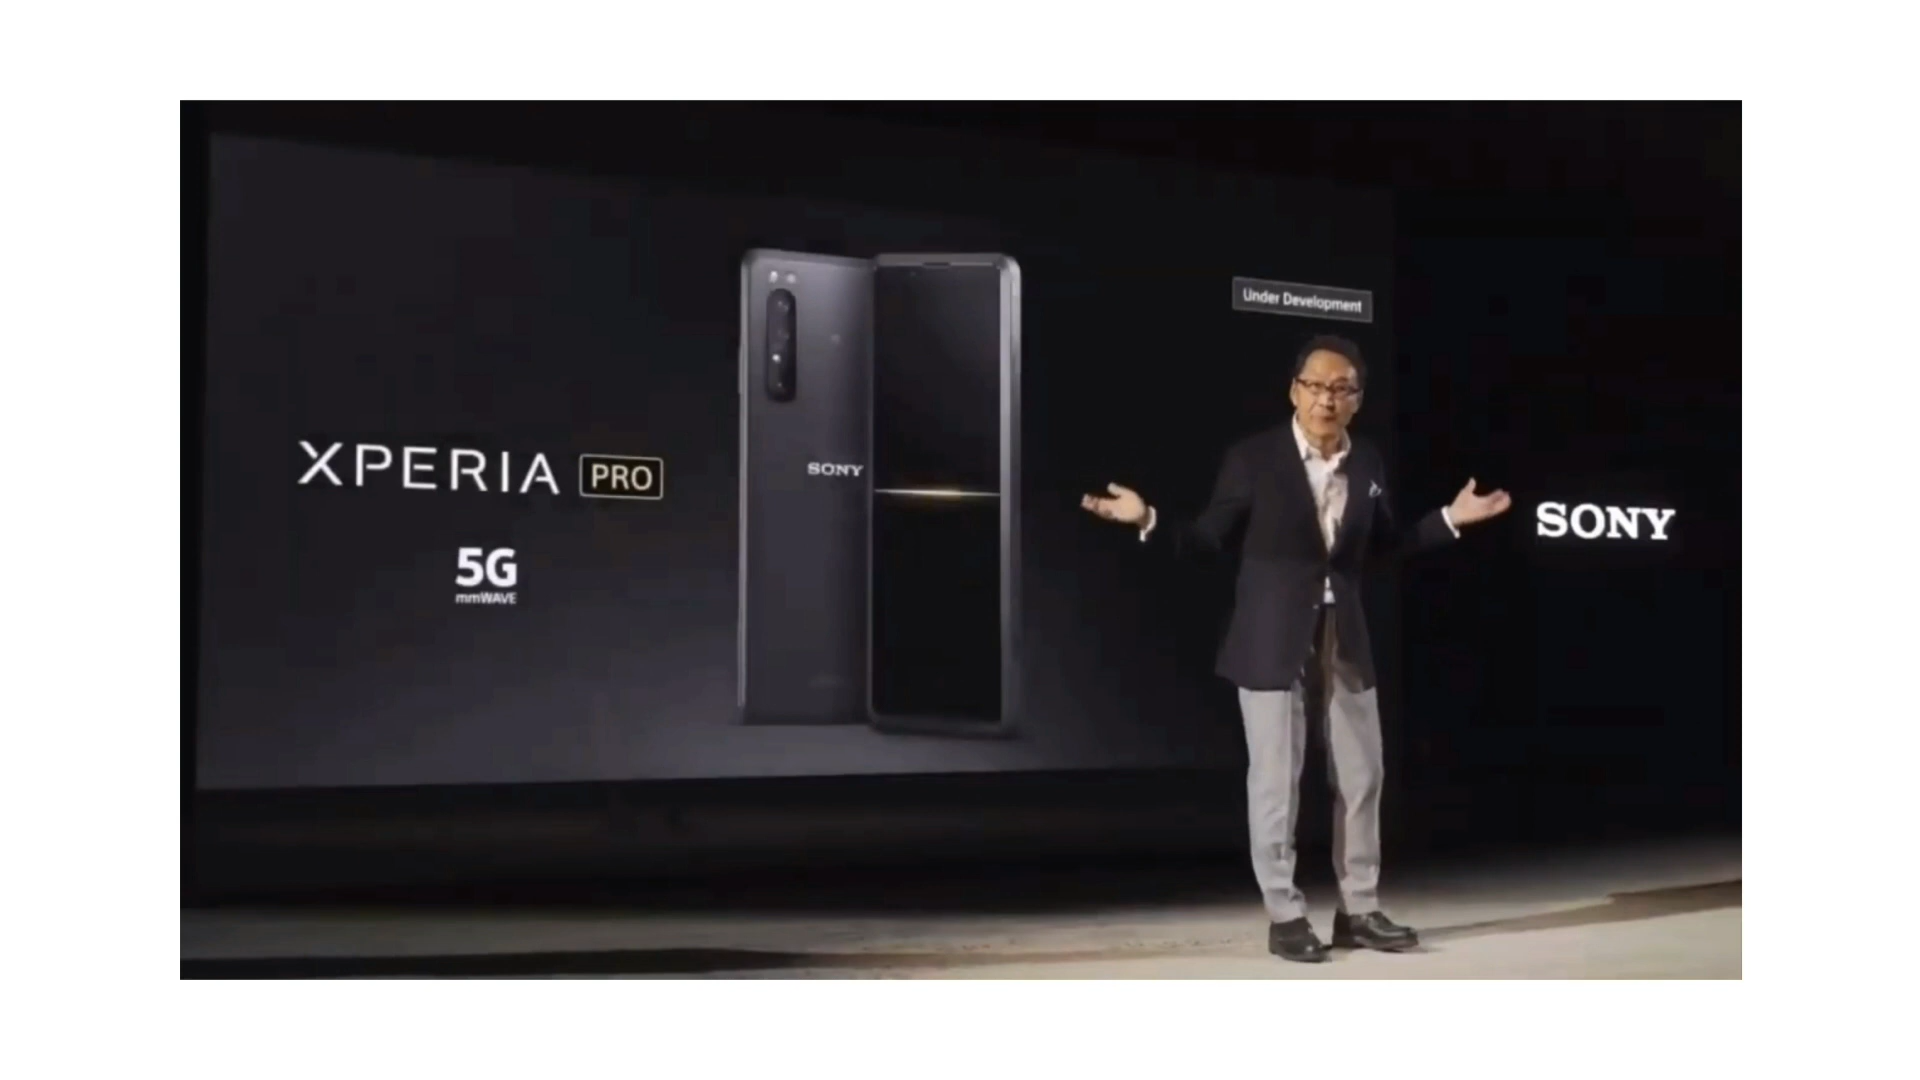 Under Development
SONY
XPERIA PRO
SONY
5G
mmWAVE